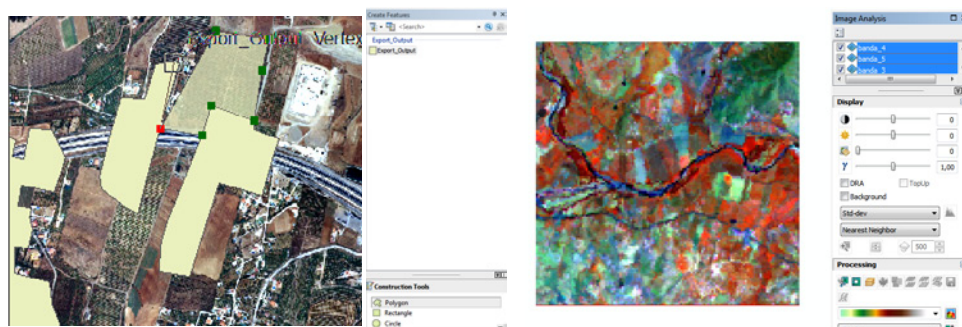 Create Features
<Search>
Export_Output
Export_Output
Construction Tools
Polygon
Rectangle
Circle
Image Analysis
banda_4
banda_5
banda_3
Display
0
0
0
γ 1,00
DRA
TopUp
Background
Std-dev
Nearest Neighbor
500
Processing